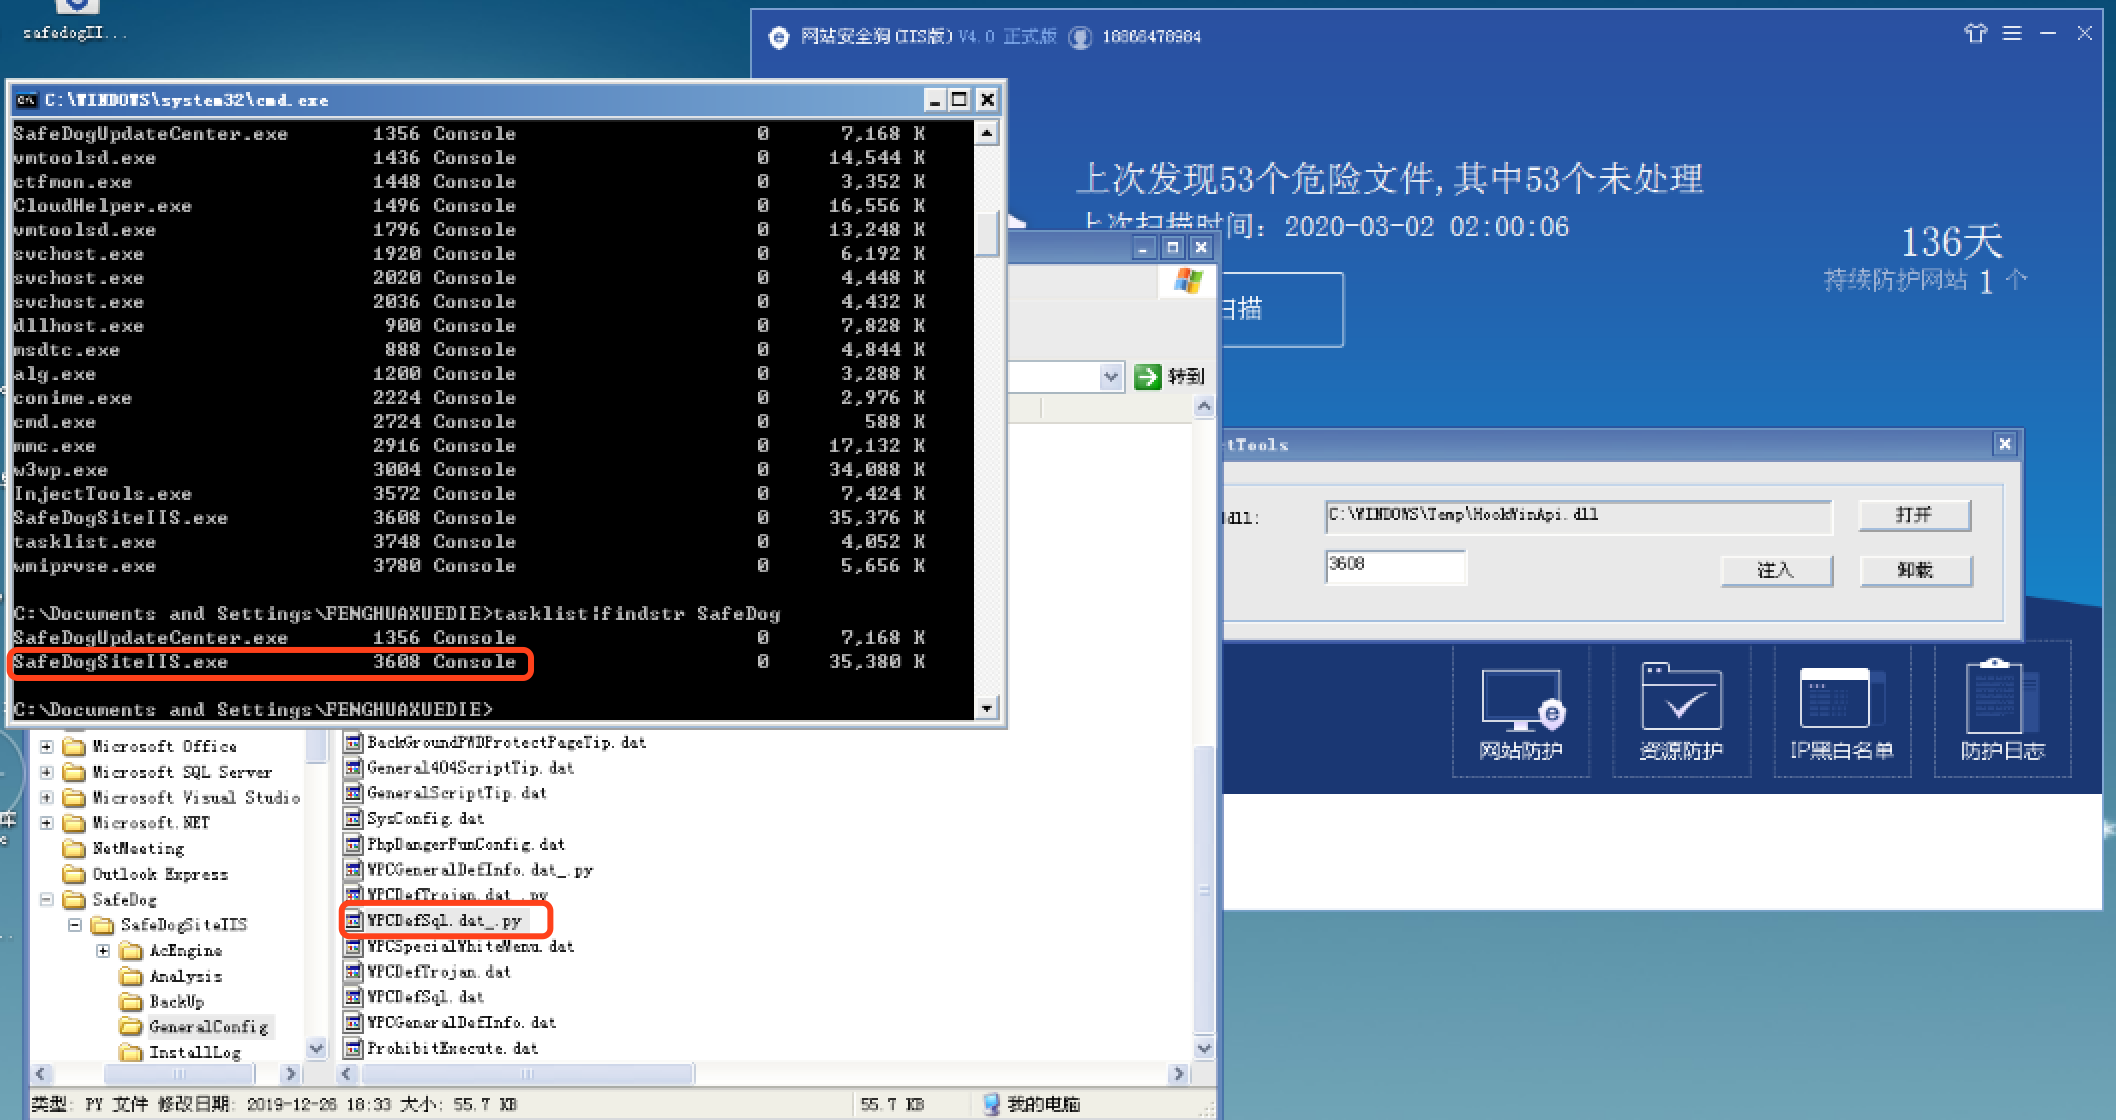 safedogII...
网站安全狗(IIS版) V4.0 正式版 18868478984
C:\WINDOWS\system32\cmd.exe
SafeDogUpdateCenter.exe 1356 Console 0 7,168 K
vmtoolsd.exe 1436 Console 0 14,544 K
ctfmon.exe 1448 Console 0 3,352 K
CloudHelper.exe 1496 Console 0 16,556 K
vmtoolsd.exe 1796 Console 0 13,248 K
svchost.exe 1920 Console 0 6,192 K
svchost.exe 2020 Console 0 4,448 K
svchost.exe 2036 Console 0 4,432 K
dllhost.exe 900 Console 0 7,828 K
msdtc.exe 888 Console 0 4,844 K
alg.exe 1200 Console 0 3,288 K
conime.exe 2224 Console 0 2,976 K
cmd.exe 2724 Console 0 588 K
mmc.exe 2916 Console 0 17,132 K
w3wp.exe 3004 Console 0 34,088 K
InjectTools.exe 3572 Console 0 7,424 K
SafeDogSiteIIS.exe 3608 Console 0 35,376 K
tasklist.exe 3748 Console 0 4,052 K
wmiprvse.exe 3780 Console 0 5,656 K
C:\Documents and Settings\FENGHUAXUEDIE>tasklist|findstr SafeDog
SafeDogUpdateCenter.exe 1356 Console 0 7,168 K
SafeDogSiteIIS.exe 3608 Console 0 35,380 K
C:\Documents and Settings\FENGHUAXUEDIE>
上次发现53个危险文件,其中53个未处理
上次扫描时间: 2020-03-02 02:00:06
136天
持续防护网站 1 个
扫描
转到
tTools
dll:
C:\WINDOWS\Temp\HookWinApi.dll
打开
3608
注入
卸载
网站防护
资源防护
IP黑白名单
防护日志
Microsoft Office
Microsoft SQL Server
Microsoft Visual Studio
Microsoft.NET
NetMeeting
Outlook Express
SafeDog
SafeDogSiteIIS
AcEngine
Analysis
BackUp
GeneralConfig
InstallLog
BackGroundPWDProtectPageTip.dat
General404ScriptTip.dat
GeneralScriptTip.dat
SysConfig.dat
PhpDangerFunConfig.dat
WPCGeneralDefInfo.dat_.py
WPCDefTrojan.dat_.py
WPCDefSql.dat_.py
WPCSpecialWhiteMenu.dat
WPCDefTrojan.dat
WPCDefSql.dat
WPCGeneralDefInfo.dat
ProhibitExecute.dat
类型: PY 文件 修改日期: 2019-12-26 18:33 大小: 55.7 KB
55.7 KB
我的电脑